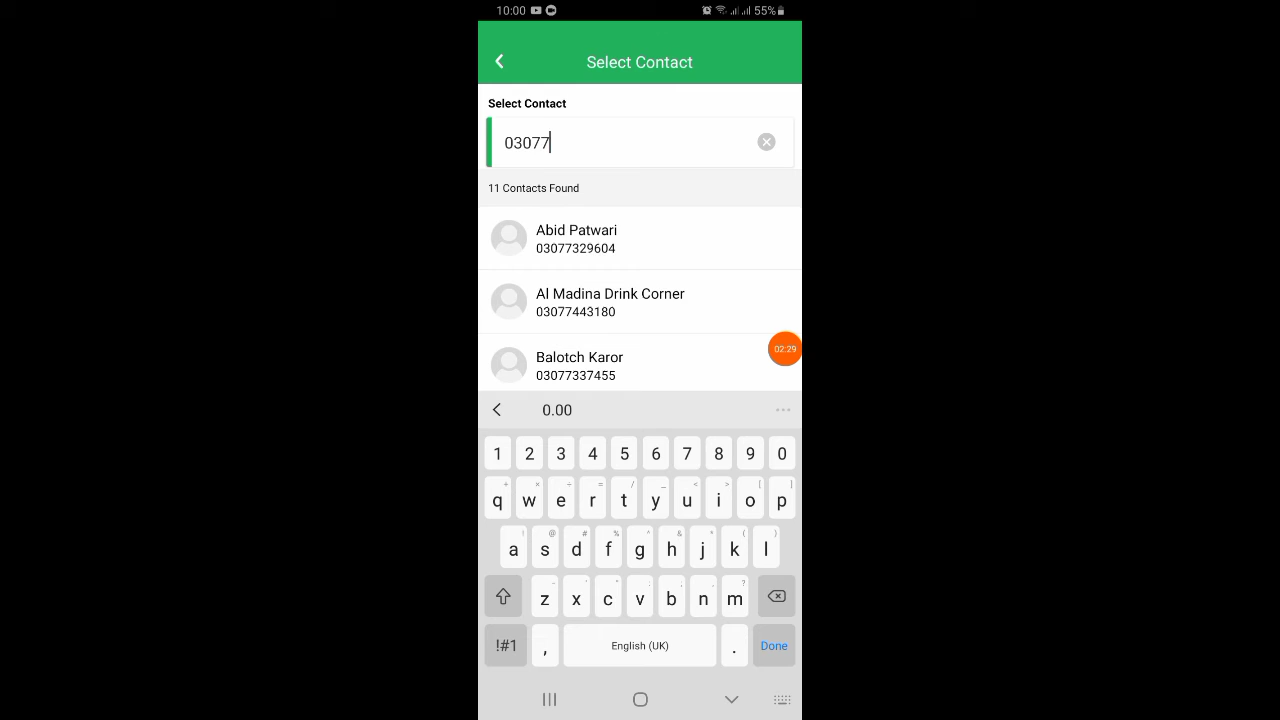 10:00 55%
Select Contact
Select Contact
03077
11 Contacts Found
Abid Patwari
03077329604
Al Madina Drink Corner
03077443180
02:29
Balotch Karor
03077337455
0.00
1 2 3 4 5 6 7 8 9 0
+ × ÷ = / _ < > [ ]
q w e r t y u i o p
! @ # % ^ & * ( )
a s d f g h j k l
- ' " : ; , ?
z x c v b n m
!#1 , English (UK) . Done